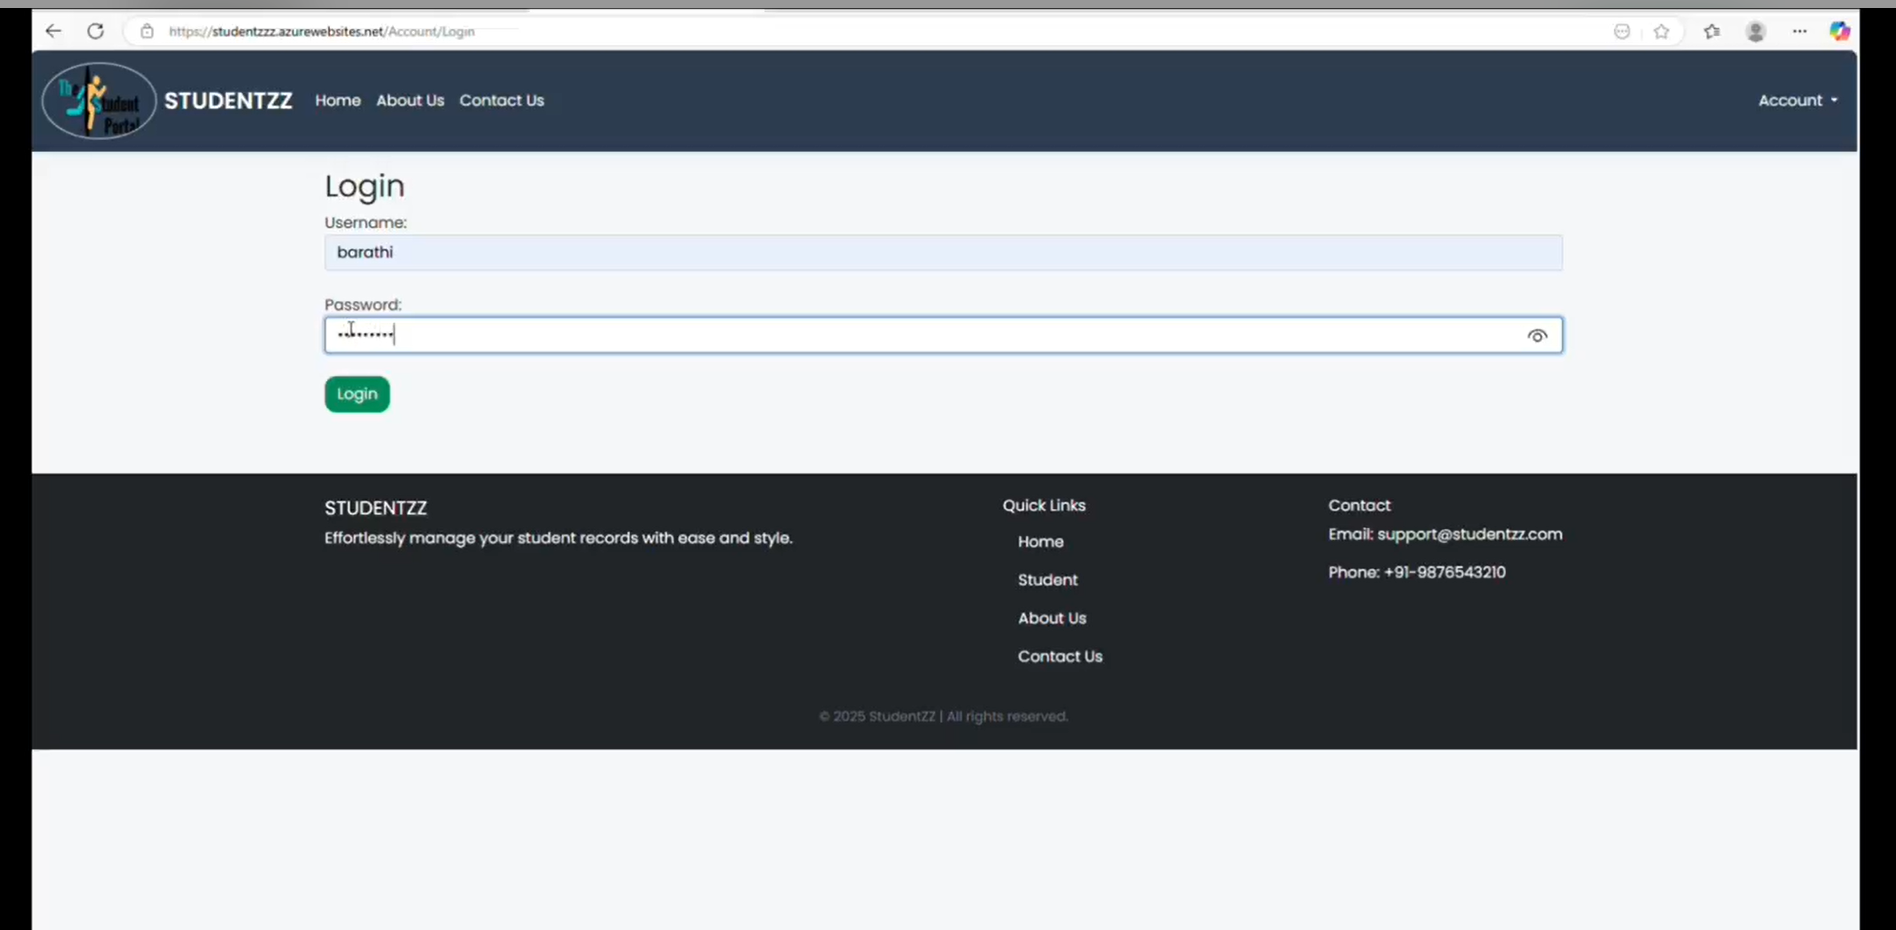 https://studentzzz.azurewebsites.net/Account/Login
The Student Portal
STUDENTZZ Home About Us Contact Us Account
Login
Username:
barathi
Password:
Login
STUDENTZZ
Effortlessly manage your student records with ease and style.
Quick Links
Home
Student
About Us
Contact Us
Contact
Email: support@studentzz.com
Phone: +91-9876543210
© 2025 StudentZZ | All rights reserved.